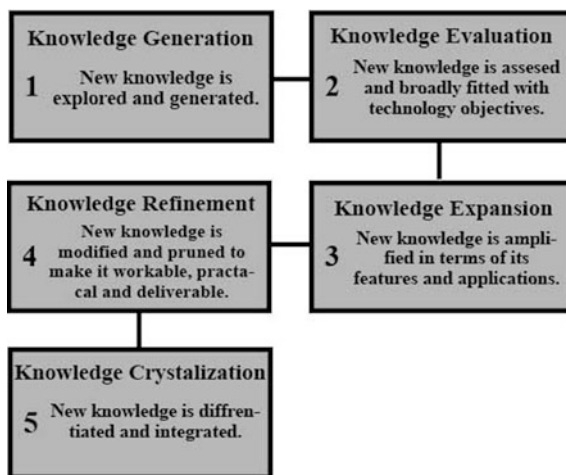 Knowledge Generation
1
New knowledge is
explored and generated.
Knowledge Evaluation
2
New knowledge is assesed
and broadly fitted with
technology objectives.
Knowledge Expansion
3
New knowledge is ampli-
fied in terms of its
features and applications.
Knowledge Refinement
4
New knowledge is
modified and pruned to
make it workable, practa-
cal and deliverable.
Knowledge Crystalization
5
New knowledge is diffren-
tiated and integrated.